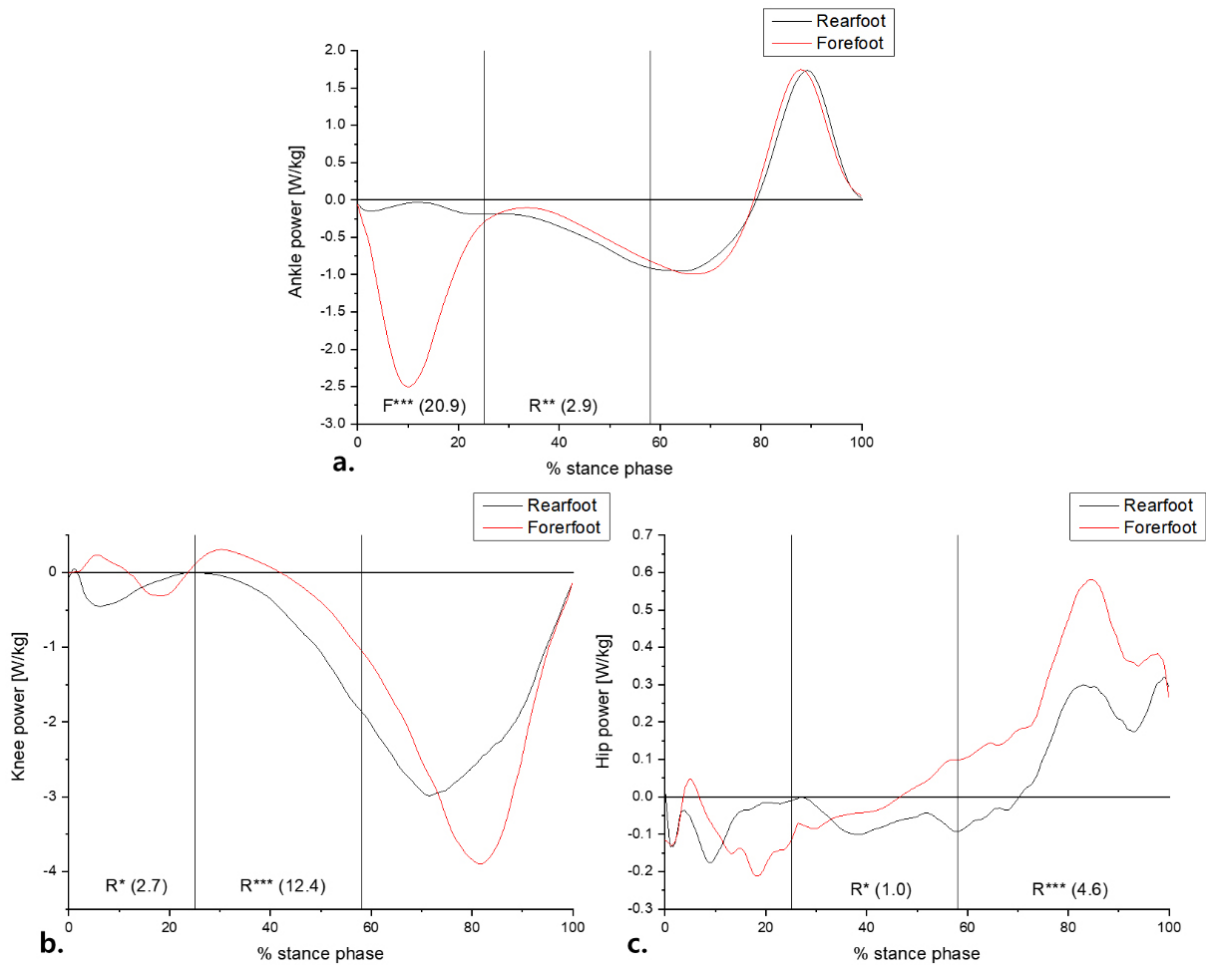 Rearfoot
Forefoot
2.0
1.5
1.0
0.5
0.0
-0.5
-1.0
-1.5
-2.0
-2.5
-3.0
Ankle power [W/kg]
F*** (20.9)
R** (2.9)
0
20
40
60
80
100
% stance phase
a.
Rearfoot
Forerfoot
0
-1
-2
-3
-4
Knee power [W/kg]
R* (2.7)
R*** (12.4)
0
20
40
60
80
100
% stance phase
b.
Rearfoot
Forerfoot
0.7
0.6
0.5
0.4
0.3
0.2
0.1
0.0
-0.1
-0.2
-0.3
Hip power [W/kg]
R* (1.0)
R*** (4.6)
0
20
40
60
80
100
% stance phase
c.